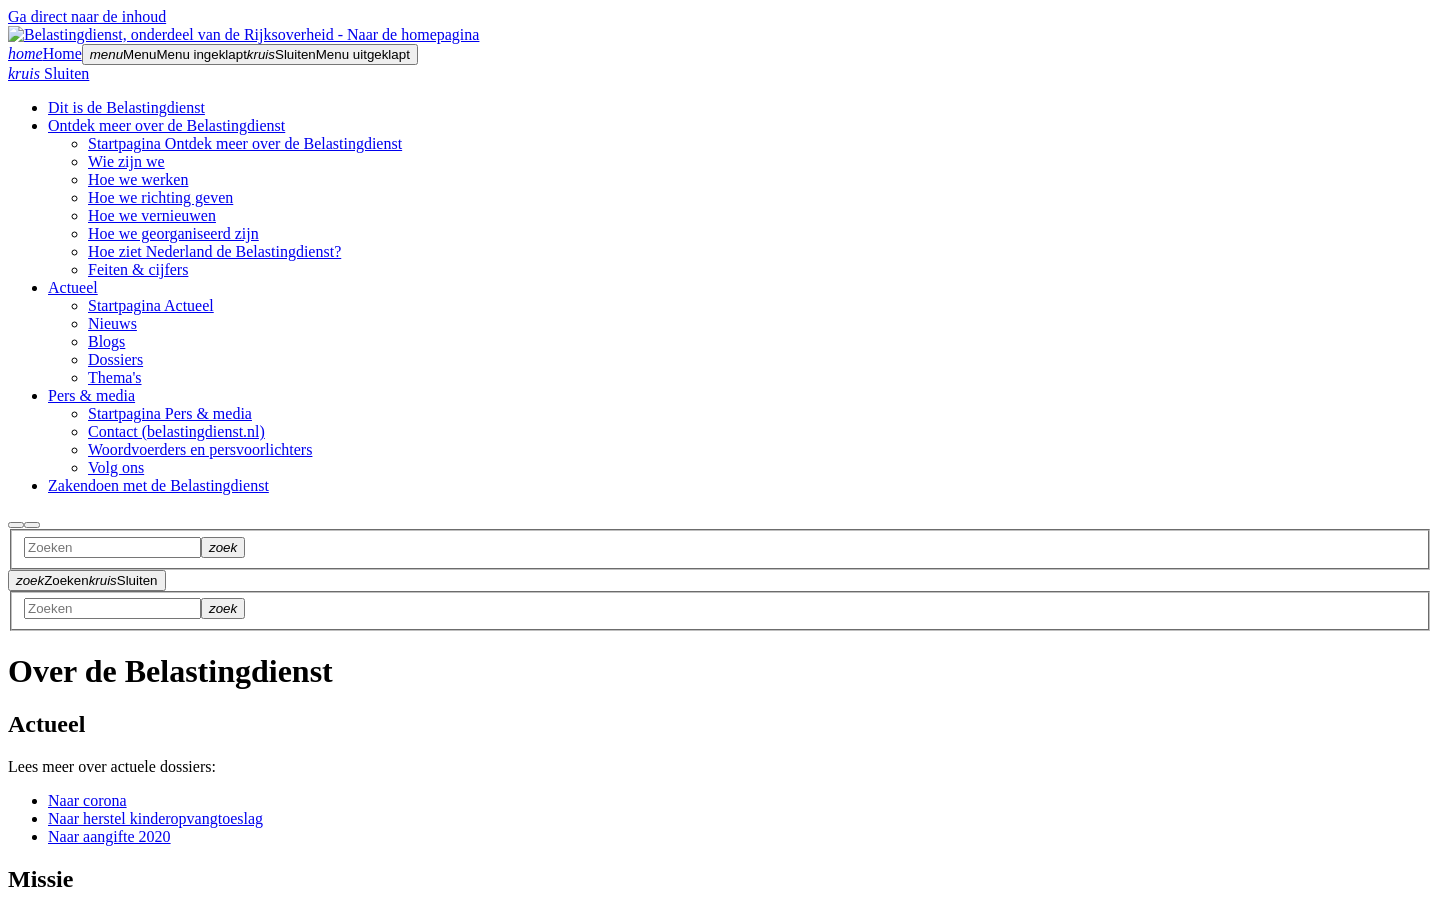 Ga direct naar de inhoud
Belastingdienst, onderdeel van de Rijksoverheid - Naar de homepagina
homeHome menuMenuMenu ingeklaptkruisSluitenMenu uitgeklapt
kruis Sluiten
Dit is de Belastingdienst
Ontdek meer over de Belastingdienst
Startpagina Ontdek meer over de Belastingdienst
Wie zijn we
Hoe we werken
Hoe we richting geven
Hoe we vernieuwen
Hoe we georganiseerd zijn
Hoe ziet Nederland de Belastingdienst?
Feiten & cijfers
Actueel
Startpagina Actueel
Nieuws
Blogs
Dossiers
Thema's
Pers & media
Startpagina Pers & media
Contact (belastingdienst.nl)
Woordvoerders en persvoorlichters
Volg ons
Zakendoen met de Belastingdienst
Zoeken zoek
zoekZoekenkruisSluiten
Zoeken zoek
Over de Belastingdienst
Actueel
Lees meer over actuele dossiers:
Naar corona
Naar herstel kinderopvangtoeslag
Naar aangifte 2020
Missie